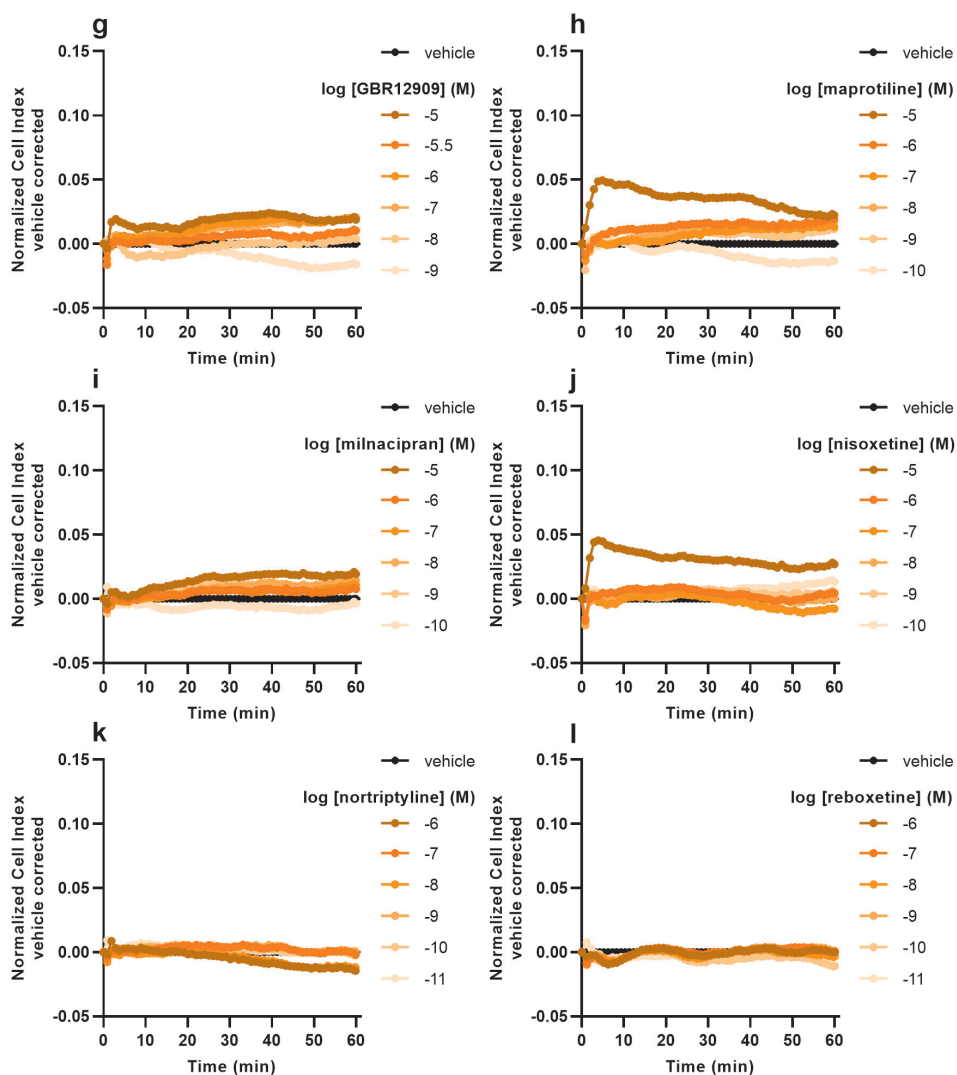 g
0.15
0.10
0.05
0.00
-0.05
Normalized Cell Index
vehicle corrected
0 10 20 30 40 50 60
Time (min)
vehicle
log [GBR12909] (M)
-5
-5.5
-6
-7
-8
-9
h
0.15
0.10
0.05
0.00
-0.05
Normalized Cell Index
vehicle corrected
0 10 20 30 40 50 60
Time (min)
vehicle
log [maprotiline] (M)
-5
-6
-7
-8
-9
-10
i
0.15
0.10
0.05
0.00
-0.05
Normalized Cell Index
vehicle corrected
0 10 20 30 40 50 60
Time (min)
vehicle
log [milnacipran] (M)
-5
-6
-7
-8
-9
-10
j
0.15
0.10
0.05
0.00
-0.05
Normalized Cell Index
vehicle corrected
0 10 20 30 40 50 60
Time (min)
vehicle
log [nisoxetine] (M)
-5
-6
-7
-8
-9
-10
k
0.15
0.10
0.05
0.00
-0.05
Normalized Cell Index
vehicle corrected
0 10 20 30 40 50 60
Time (min)
vehicle
log [nortriptyline] (M)
-6
-7
-8
-9
-10
-11
l
0.15
0.10
0.05
0.00
-0.05
Normalized Cell Index
vehicle corrected
0 10 20 30 40 50 60
Time (min)
vehicle
log [reboxetine] (M)
-6
-7
-8
-9
-10
-11